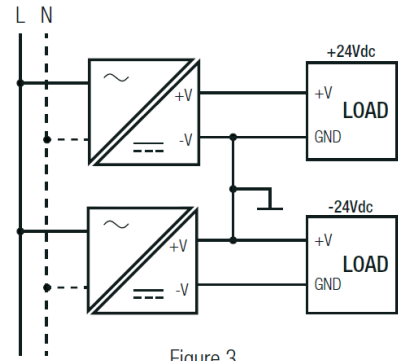 L N
+24Vdc
+V
+V
LOAD
-V
GND
-24Vdc
+V
+V
LOAD
-V
GND
Figure 3